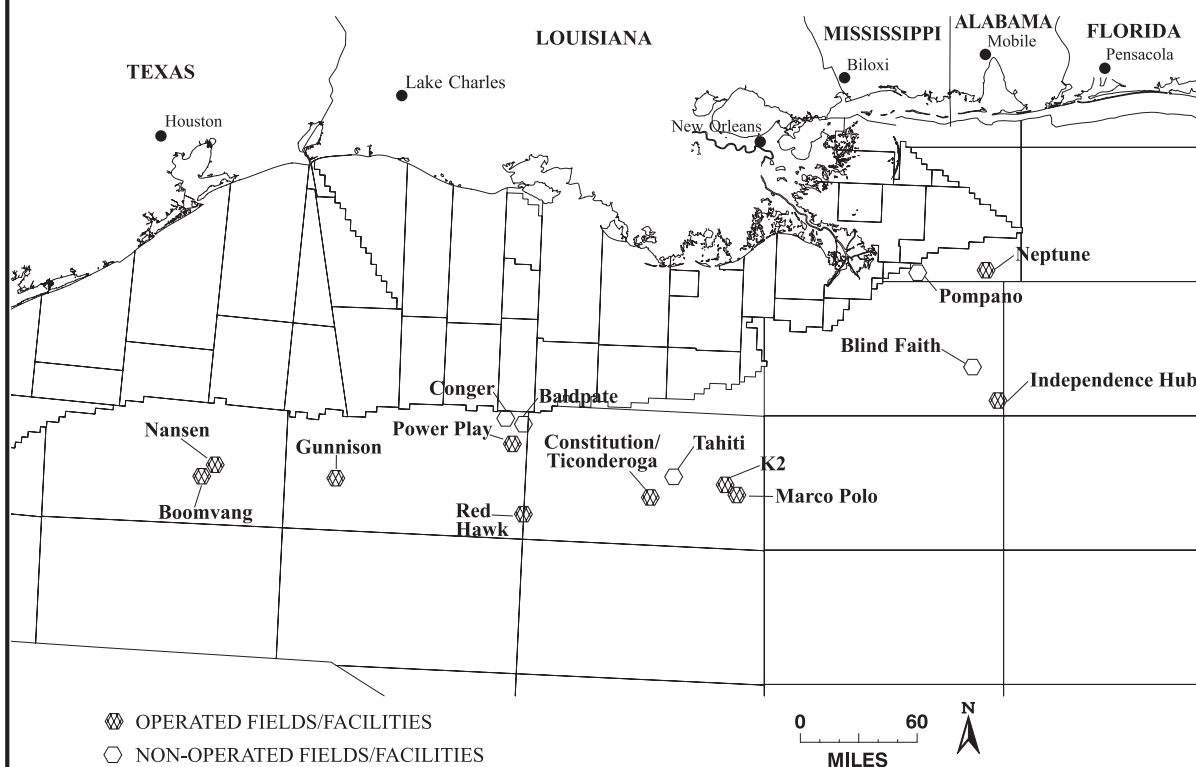 ALABAMA
LOUISIANA
MISSISSIPPI
FLORIDA
Mobile
Pensacola
TEXAS
Biloxi
Lake Charles
Houston
New Orleans
Neptune
Pompano
Blind Faith
Independence Hub
Conger
Baldpate
Nansen
Power Play
Constitution/
Ticonderoga
Tahiti
Gunnison
K2
Boomvang
Marco Polo
Red
Hawk
OPERATED FIELDS/FACILITIES
NON-OPERATED FIELDS/FACILITIES
0 60
MILES
N